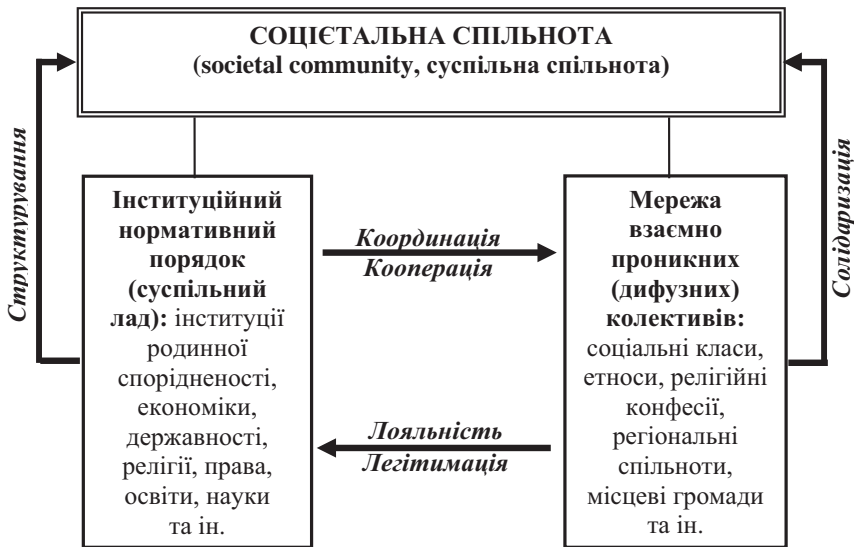 СОЦІЄТАЛЬНА СПІЛЬНОТА
(societal community, суспільна спільнота)
Структурування
Інституційний
нормативний
порядок
(суспільний
лад): інституції
родинної
спорідненості,
економіки,
державності,
релігії, права,
освіти, науки
та ін.
Координація
Кооперація
Лояльність
Легітимація
Мережа
взаємно
проникних
(дифузних)
колективів:
соціальні класи,
етноси, релігійні
конфесії,
регіональні
спільноти,
місцеві громади
та ін.
Солідаризація